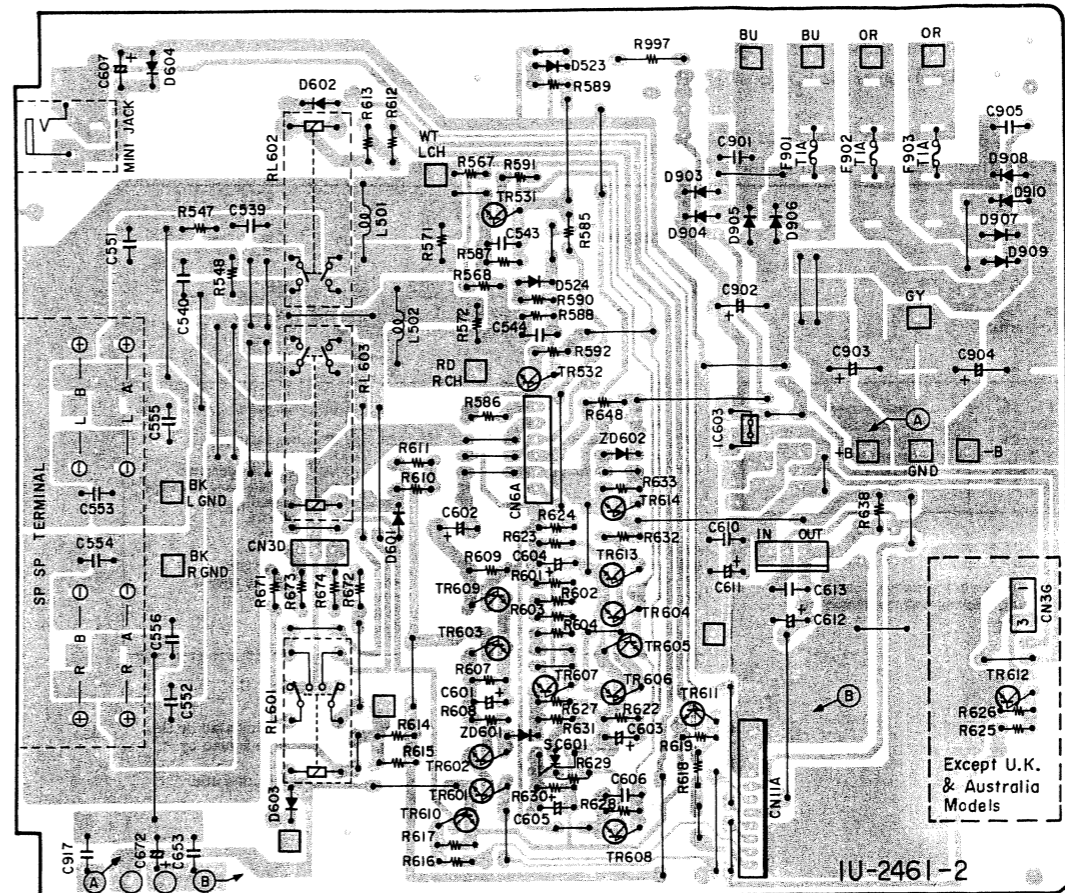 BU
BU
OR
OR
C607
+
D604
MINI JACK
D602
R613
R612
RL602
D523
R589
R997
WT
LCH
R567
R591
TR531
C901
F901
T1A
F902
T1A
F903
T1A
C905
D908
D903
D910
D904
D905
D906
D907
D909
R547
C539
C551
L501
R571
C543
R587
R585
R548
C540
R568
D524
R590
R588
C902
+
GY
L502
R572
C544
R592
RL603
RD
RCH
TR532
C903
+
C904
+
B
L
A
L
C555
R586
R648
IC603
A
+B
GND
-B
ZD602
R611
R610
CN6A
R633
TR614
BK
L GND
C553
SP SP TERMINAL
C602
+
R624
R623
R632
R638
C554
BK
R GND
CN3D
D601
C610
IN
OUT
R609
C604
+
TR613
R601
C611
+
R671
R673
R674
R672
TR609
R602
C613
CN3G
1
3
R603
TR604
C612
+
R604
B
R
A
R
C556
TR603
TR605
R607
TR607
TR606
TR611
TR612
C552
RL601
C601
+
R608
R627
R622
B
R626
R614
R631
C603
+
R619
R625
ZD601
SC601
R615
TR602
R629
R618
CN11A
Except U.K.
& Australia
Models
TR601
R630
C606
D603
R628
TR610
C605
+
R617
TR608
R616
C917
A
C672
+
C653
B
1U-2461-2